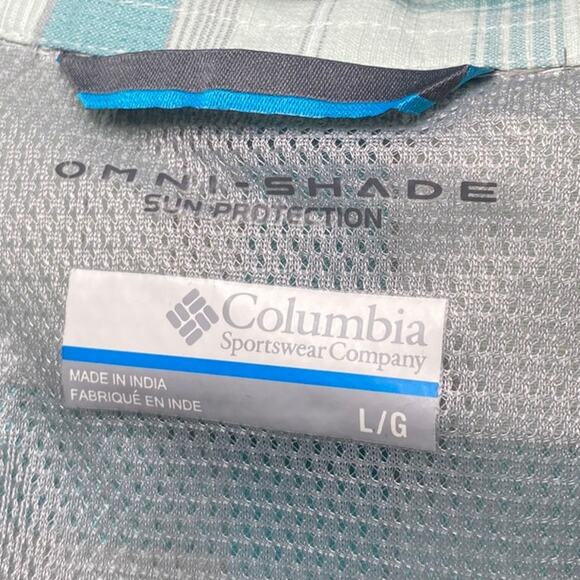 OMNI-SHADE
SUN PROTECTION
Columbia
Sportswear Company
MADE IN INDIA
FABRIQUÉ EN INDE
L/G